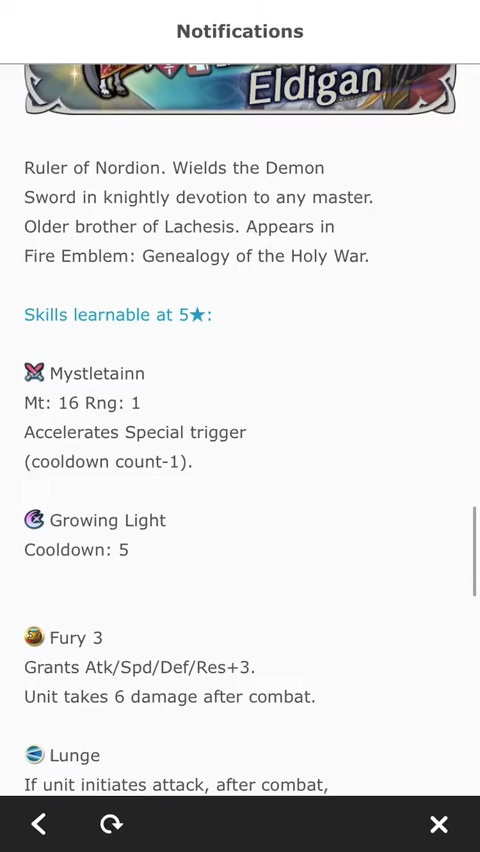 Notifications
Eldigan
Ruler of Nordion. Wields the Demon
Sword in knightly devotion to any master.
Older brother of Lachesis. Appears in
Fire Emblem: Genealogy of the Holy War.
Skills learnable at 5★:
Mystletainn
Mt: 16 Rng: 1
Accelerates Special trigger
(cooldown count-1).
Growing Light
Cooldown: 5
Fury 3
Grants Atk/Spd/Def/Res+3.
Unit takes 6 damage after combat.
Lunge
If unit initiates attack, after combat,